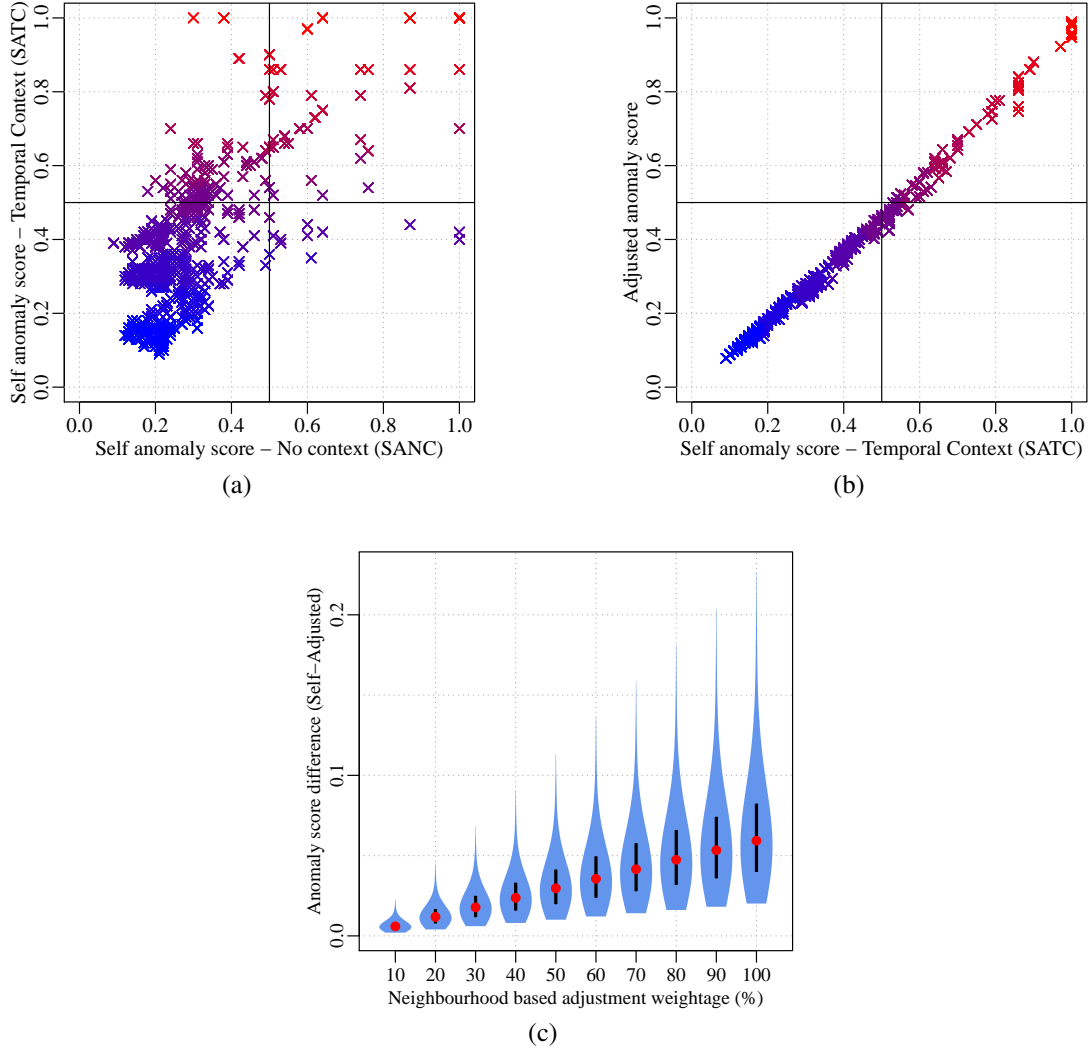 Self anomaly score – Temporal Context (SATC)
0.0 0.2 0.4 0.6 0.8 1.0
0.0 0.2 0.4 0.6 0.8 1.0
Self anomaly score – No context (SANC)
(a)
Adjusted anomaly score
0.0 0.2 0.4 0.6 0.8 1.0
0.0 0.2 0.4 0.6 0.8 1.0
Self anomaly score – Temporal Context (SATC)
(b)
Anomaly score difference (Self–Adjusted)
0.0 0.1 0.2
10 20 30 40 50 60 70 80 90 100
Neighbourhood based adjustment weightage (%)
(c)